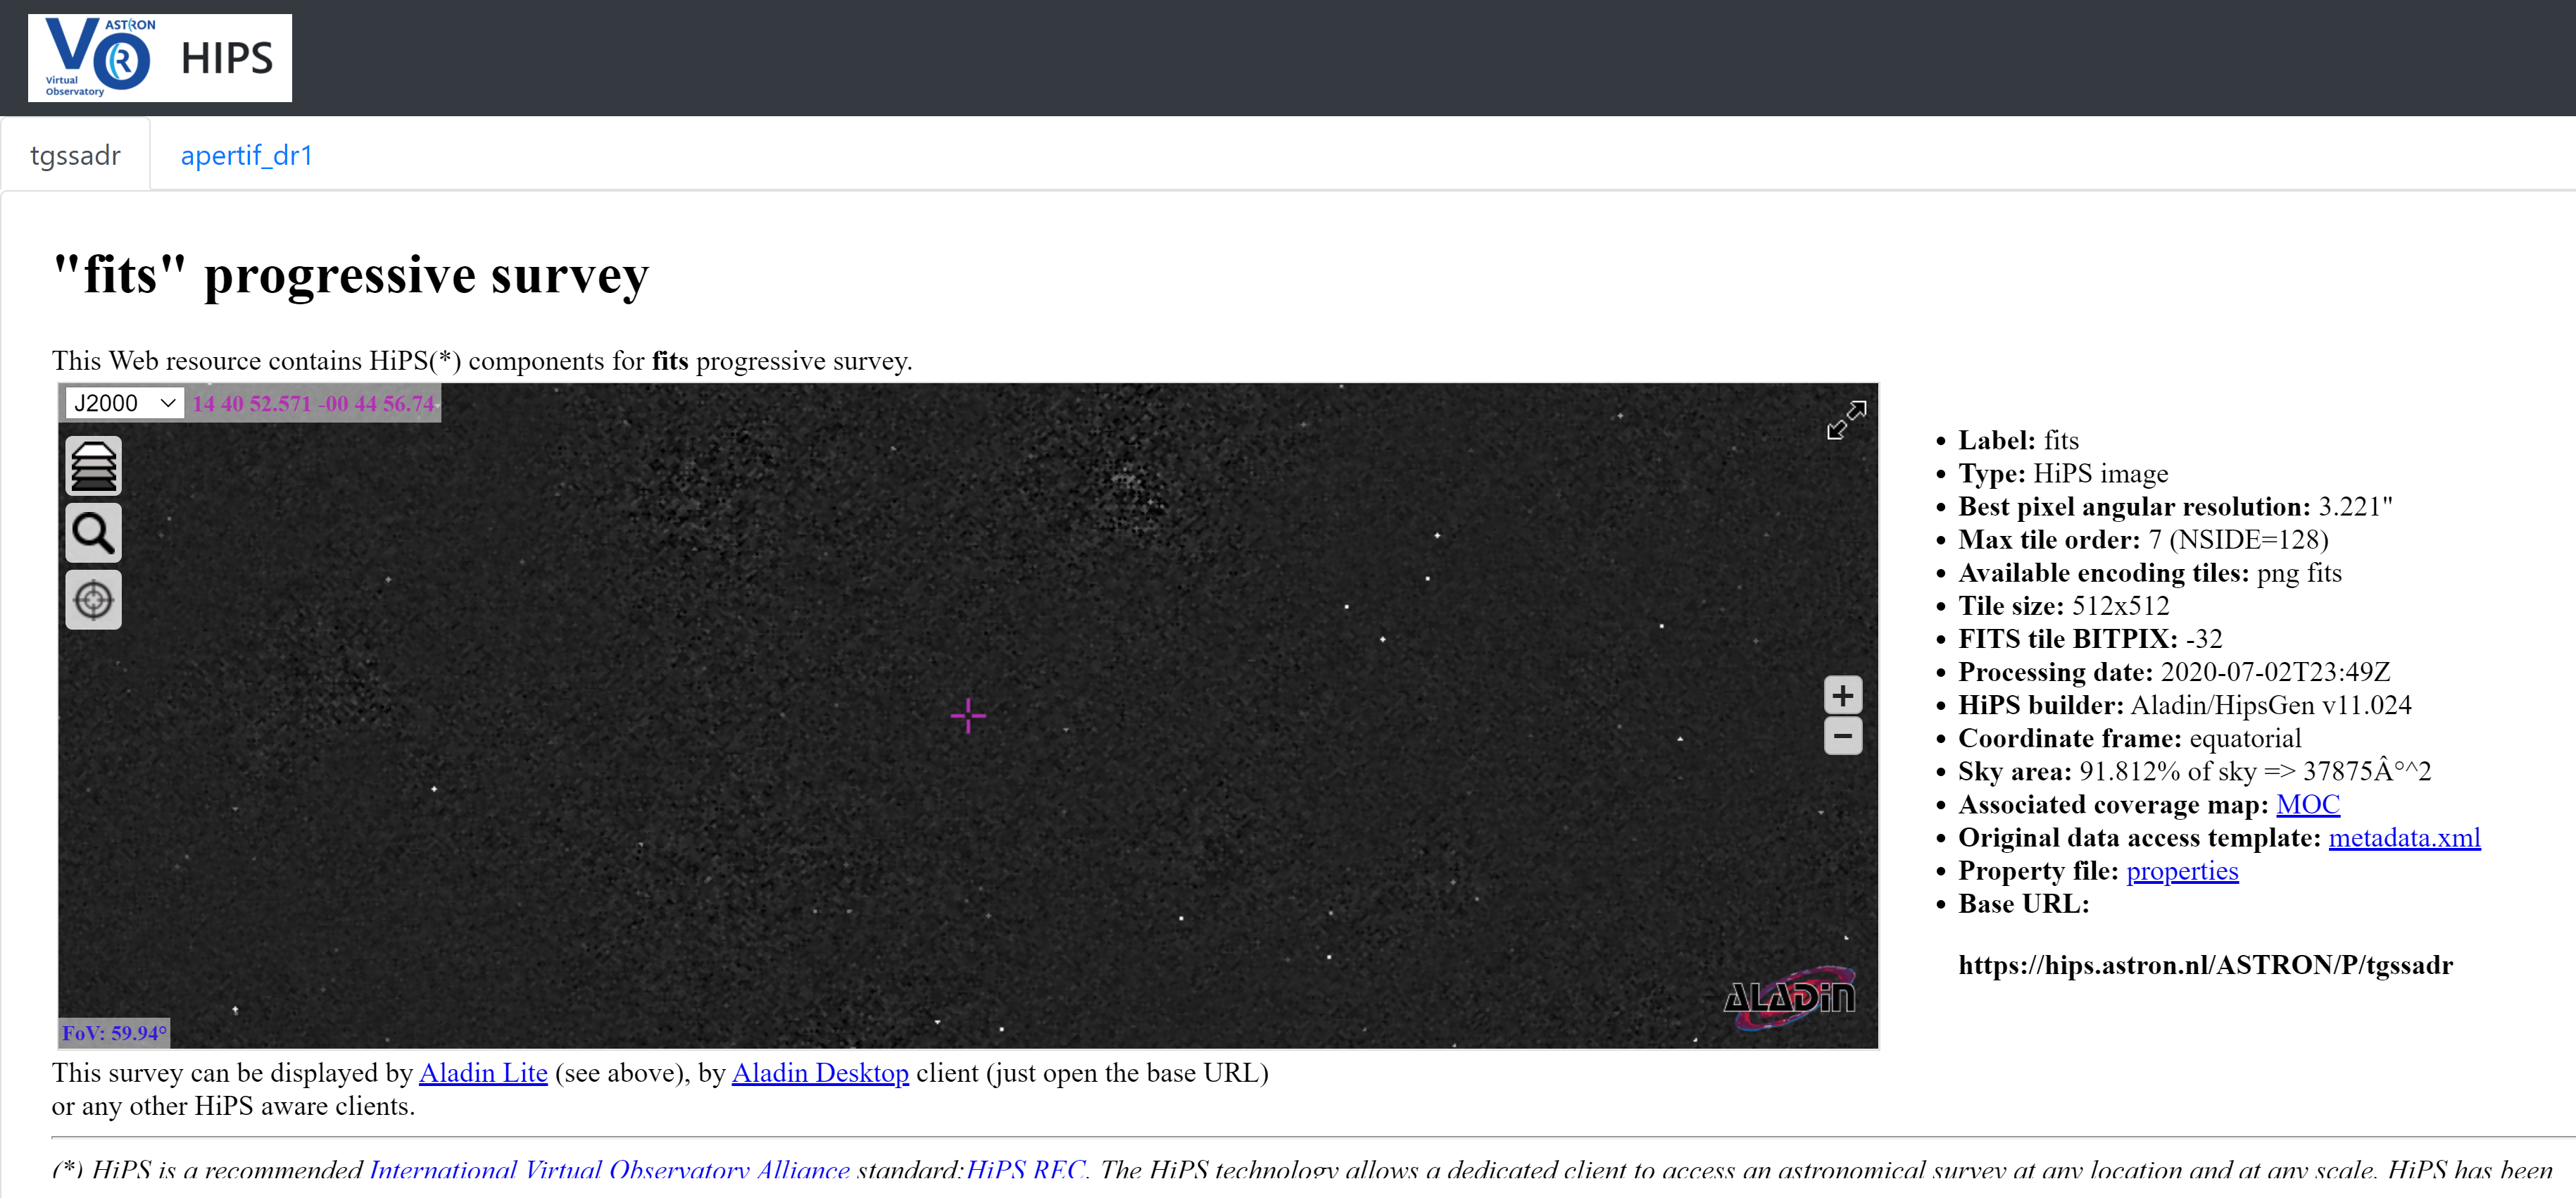 ASTRON
VO
Virtual
Observatory
HIPS
tgssadr
apertif_dr1
"fits" progressive survey
This Web resource contains HiPS(*) components for fits progressive survey.
J2000
14 40 52.571 -00 44 56.74
+
−
ALADIN
FoV: 59.94°
• Label: fits
• Type: HiPS image
• Best pixel angular resolution: 3.221"
• Max tile order: 7 (NSIDE=128)
• Available encoding tiles: png fits
• Tile size: 512x512
• FITS tile BITPIX: -32
• Processing date: 2020-07-02T23:49Z
• HiPS builder: Aladin/HipsGen v11.024
• Coordinate frame: equatorial
• Sky area: 91.812% of sky => 37875Â°^2
• Associated coverage map: MOC
• Original data access template: metadata.xml
• Property file: properties
• Base URL:
https://hips.astron.nl/ASTRON/P/tgssadr
This survey can be displayed by Aladin Lite (see above), by Aladin Desktop client (just open the base URL)
or any other HiPS aware clients.
(*) HiPS is a recommended International Virtual Observatory Alliance standard:HiPS REC. The HiPS technology allows a dedicated client to access an astronomical survey at any location and at any scale. HiPS has been